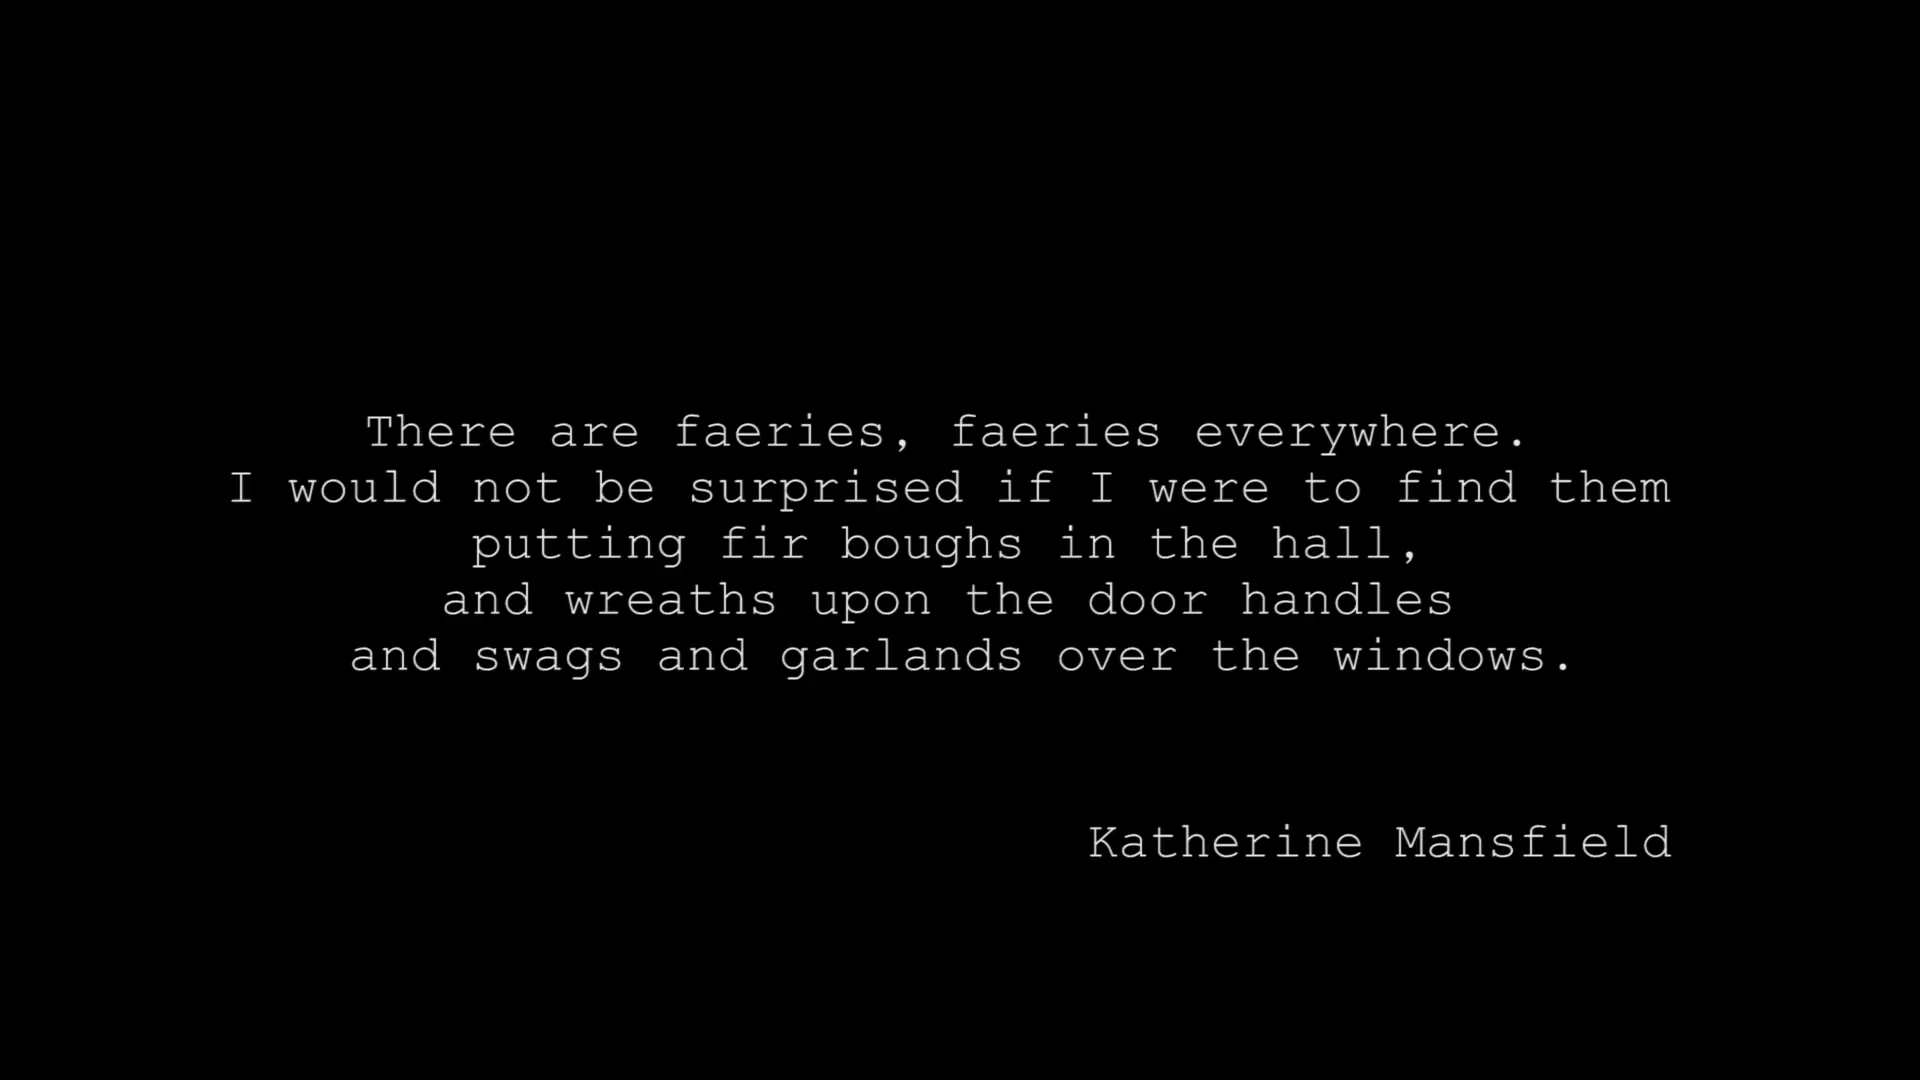 There are faeries, faeries everywhere.
I would not be surprised if I were to find them
putting fir boughs in the hall,
and wreaths upon the door handles
and swags and garlands over the windows.
Katherine Mansfield